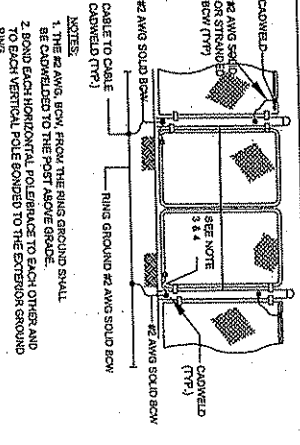 CADWELD
#2 AWG SOLID
OR STRANDED
BCW (TYP.)
#2 AWG SOLID BCW
CABLE TO CABLE
CADWELD (TYP.)
SEE NOTE
3 & 4
CADWELD
(TYP.)
#2 AWG SOLID BCW
RING GROUND #2 AWG SOLID BCW
NOTES:
1. THE #2 AWG, BCW, FROM THE RING GROUND SHALL
BE CADWELDED TO THE POST ABOVE GRADE.
2. BOND EACH HORIZONTAL POLE/BRACE TO EACH OTHER AND
TO EACH VERTICAL POLE BONDED TO THE EXTERIOR GROUND
RING.